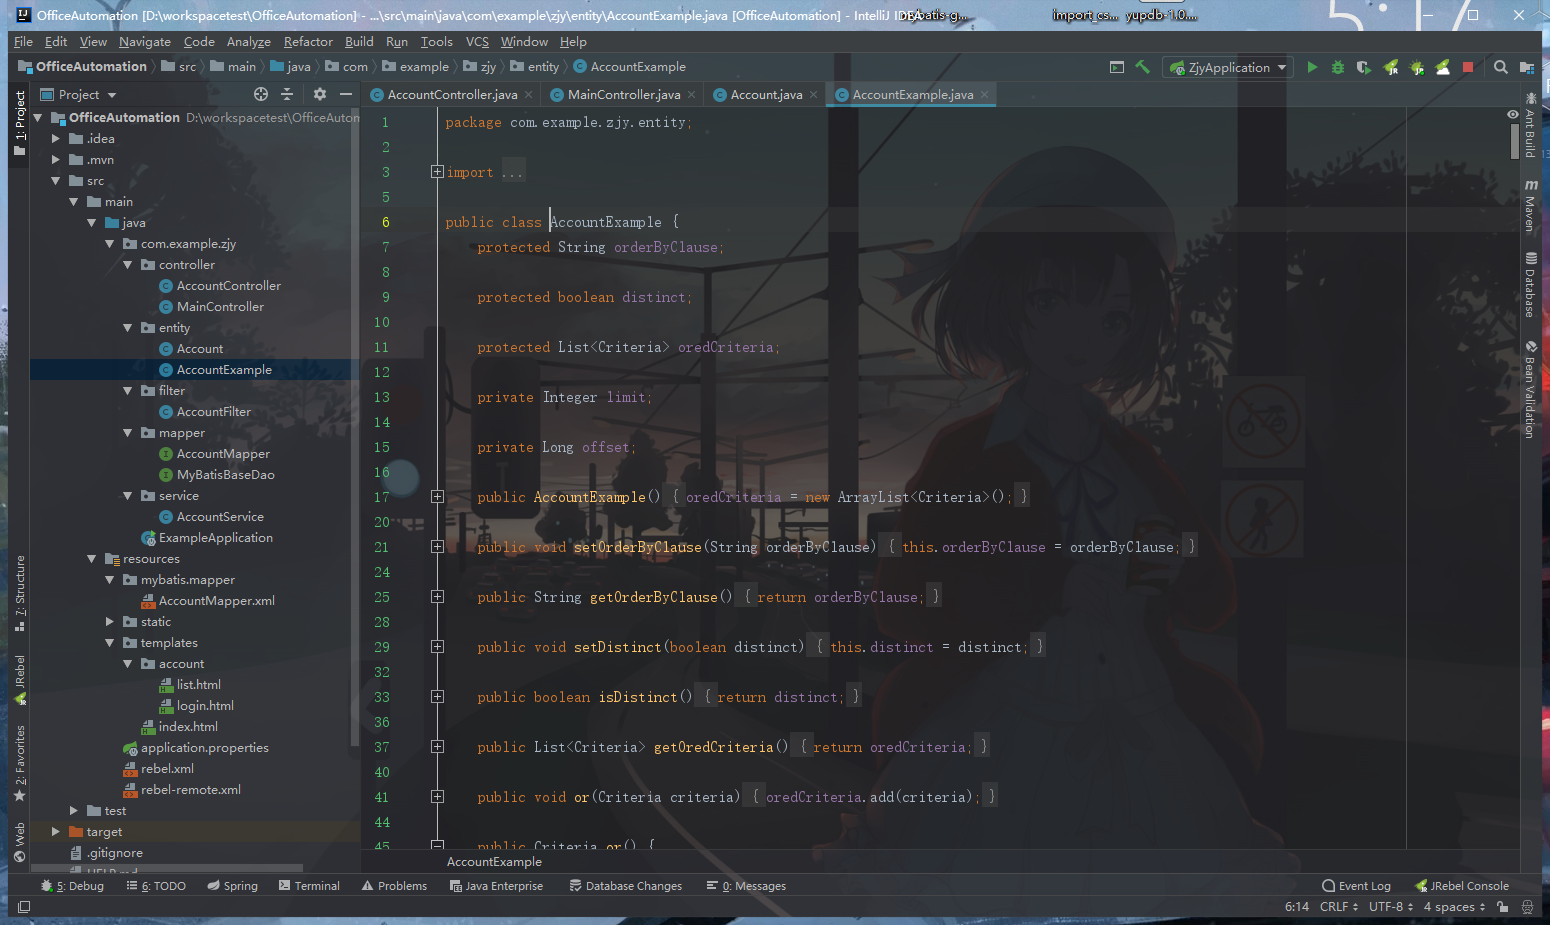 OfficeAutomation [D:\workspacetest\OfficeAutomation] - ...\src\main\java\com\example\zjy\entity\AccountExample.java [OfficeAutomation] - IntelliJ IDEA
import_cs...
yupdb-1.0....
File Edit View Navigate Code Analyze Refactor Build Run Tools VCS Window Help
OfficeAutomation src main java com example zjy entity AccountExample
ZjyApplication
Project
AccountController.java MainController.java Account.java AccountExample.java
1: Project
7: Structure
JRebel
2: Favorites
Web
OfficeAutomation D:\workspacetest\OfficeAutom
.idea
.mvn
src
main
java
com.example.zjy
controller
AccountController
MainController
entity
Account
AccountExample
filter
AccountFilter
mapper
AccountMapper
MyBatisBaseDao
service
AccountService
ExampleApplication
resources
mybatis.mapper
AccountMapper.xml
static
templates
account
list.html
login.html
index.html
application.properties
rebel.xml
rebel-remote.xml
test
target
.gitignore
HELP.md
1 package com.example.zjy.entity;
2
3 import ...
5
6 public class AccountExample {
7 protected String orderByClause;
8
9 protected boolean distinct;
10
11 protected List<Criteria> oredCriteria;
12
13 private Integer limit;
14
15 private Long offset;
16
17 public AccountExample() { oredCriteria = new ArrayList<Criteria>(); }
20
21 public void setOrderByClause(String orderByClause) { this.orderByClause = orderByClause; }
24
25 public String getOrderByClause() { return orderByClause; }
28
29 public void setDistinct(boolean distinct) { this.distinct = distinct; }
32
33 public boolean isDistinct() { return distinct; }
36
37 public List<Criteria> getOredCriteria() { return oredCriteria; }
40
41 public void or(Criteria criteria) { oredCriteria.add(criteria); }
44
45 public Criteria or() {
AccountExample
Ant Build
Maven
Database
Bean Validation
5: Debug 6: TODO Spring Terminal Problems Java Enterprise Database Changes 0: Messages Event Log JRebel Console
6:14 CRLF UTF-8 4 spaces